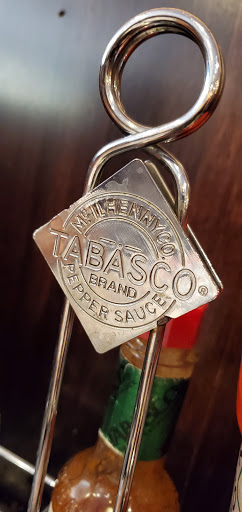 McILHENNY CO.
TABASCO®
BRAND
PEPPER SAUCE